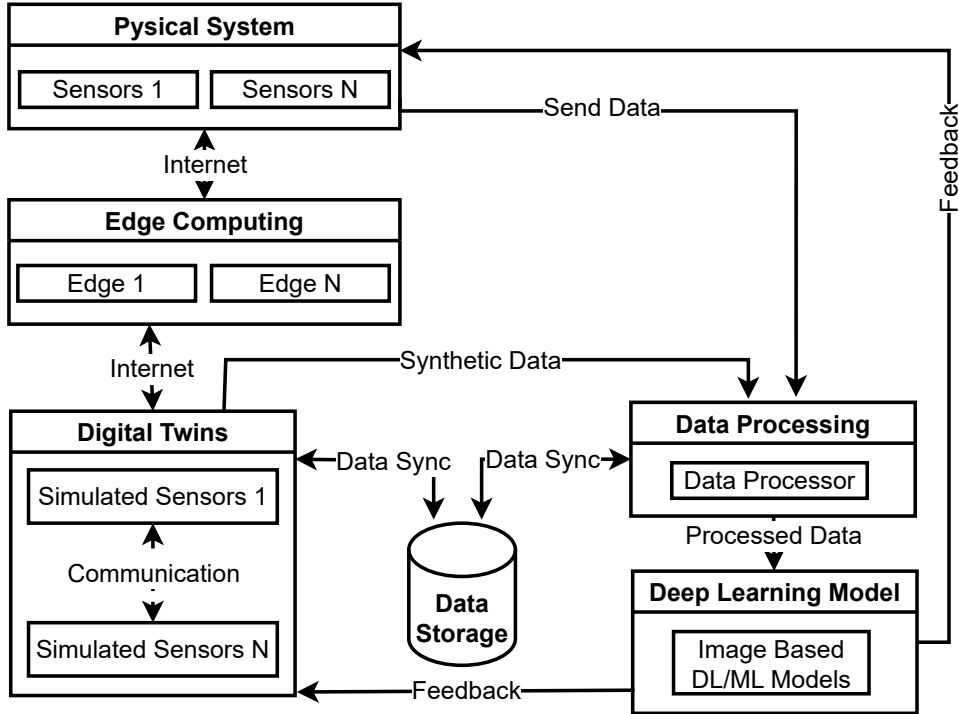 Pysical System
Sensors 1
Sensors N
Send Data
Feedback
Internet
Edge Computing
Edge 1
Edge N
Internet
Synthetic Data
Digital Twins
Simulated Sensors 1
Communication
Simulated Sensors N
Data Sync
Data Sync
Data
Storage
Data Processing
Data Processor
Processed Data
Deep Learning Model
Image Based
DL/ML Models
Feedback